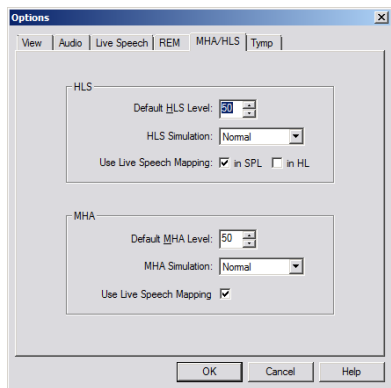 Options
View Audio Live Speech REM MHA/HLS Tymp
HLS
Default HLS Level: 50
HLS Simulation: Normal
Use Live Speech Mapping: in SPL in HL
MHA
Default MHA Level: 50
MHA Simulation: Normal
Use Live Speech Mapping
OK Cancel Help